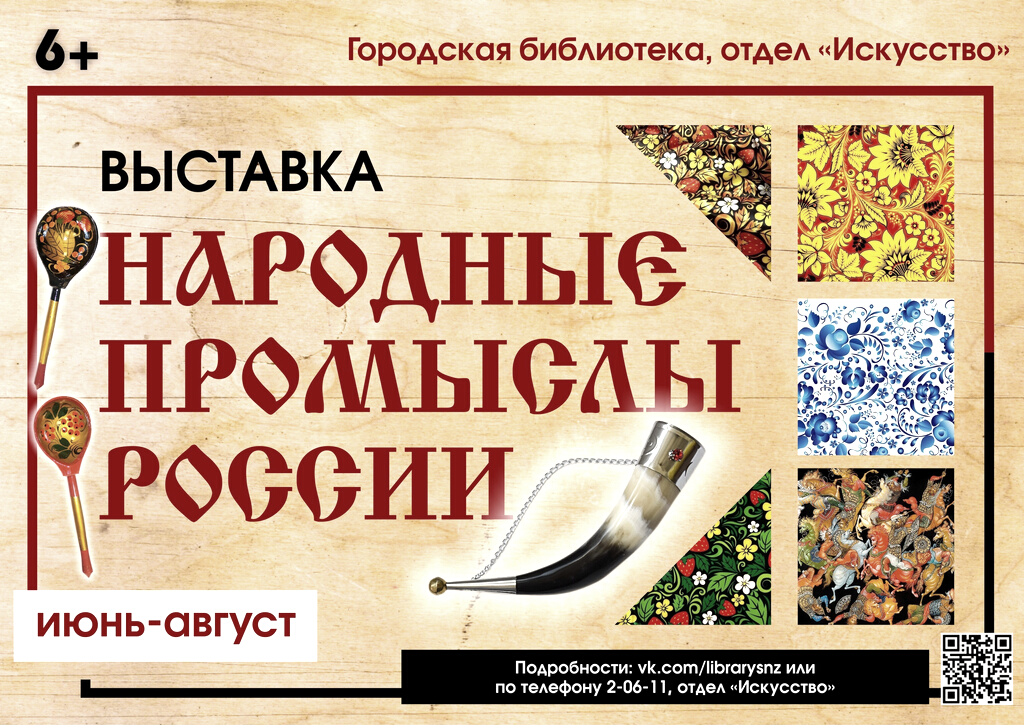 6+
Городская библиотека, отдел «Искусство»
ВЫСТАВКА
НАРОДНЫЕ
ПРОМЫСЛЫ
РОССИИ
июнь-август
Подробности: vk.com/librarysnz или
по телефону 2-06-11, отдел «Искусство»